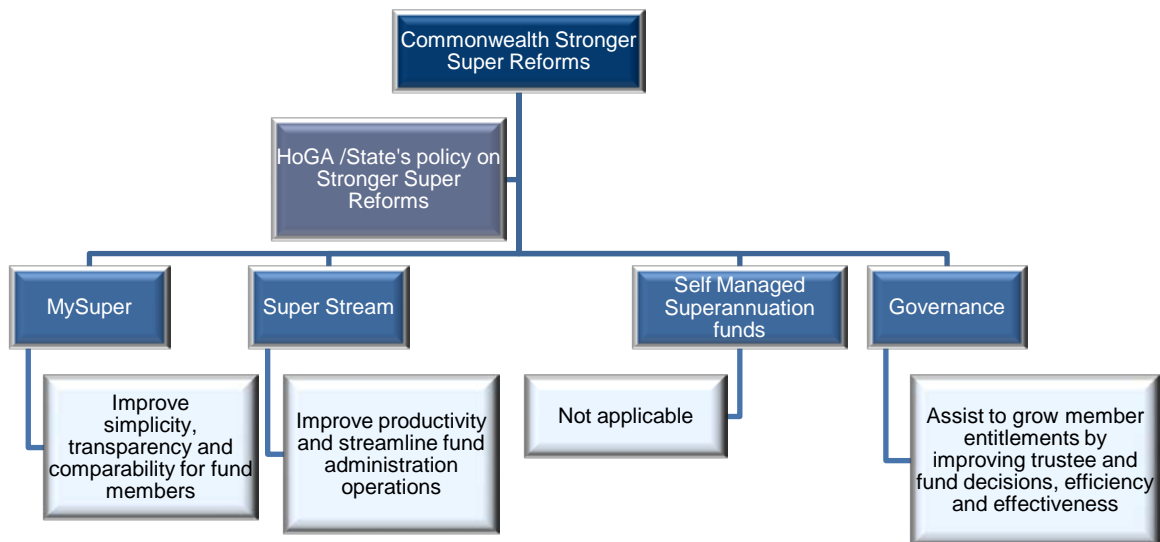 Commonwealth Stronger
Super Reforms
HoGA /State's policy on
Stronger Super
Reforms
MySuper
Super Stream
Self Managed
Superannuation
funds
Governance
Improve
simplicity,
transparency and
comparability for fund
members
Improve productivity
and streamline fund
administration
operations
Not applicable
Assist to grow member
entitlements by
improving trustee and
fund decisions, efficiency
and effectiveness